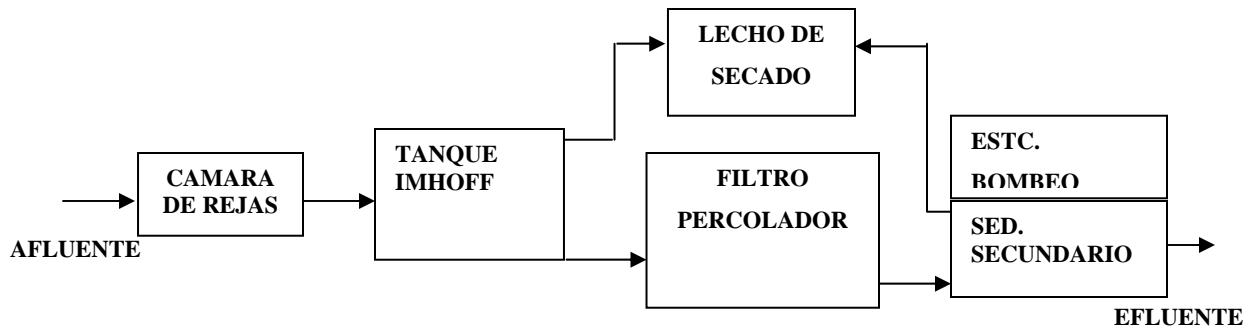 LECHO DE
SECADO
ESTC.
BOMBEO
TANQUE
IMHOFF
FILTRO
PERCOLADOR
CAMARA
DE REJAS
SED.
SECUNDARIO
AFLUENTE
EFLUENTE